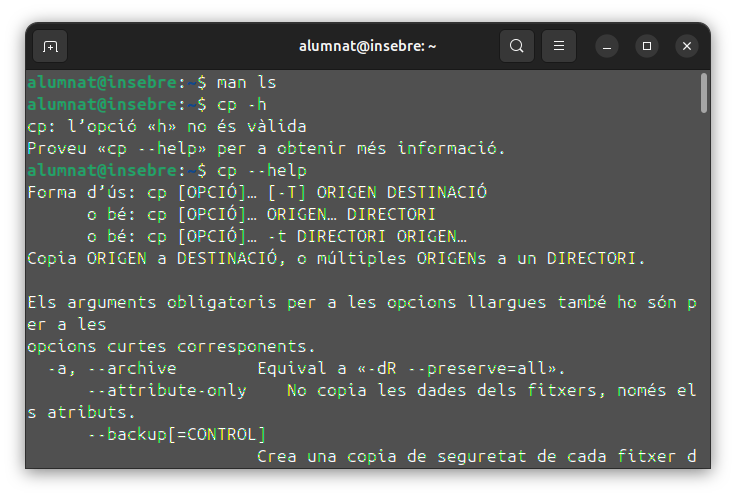 alumnat@insebre: ~
alumnat@insebre:~$ man ls
alumnat@insebre:~$ cp -h
cp: l’opció «h» no és vàlida
Proveu «cp --help» per a obtenir més informació.
alumnat@insebre:~$ cp --help
Forma d’ús: cp [OPCIÓ]… [-T] ORIGEN DESTINACIÓ
o bé: cp [OPCIÓ]… ORIGEN… DIRECTORI
o bé: cp [OPCIÓ]… -t DIRECTORI ORIGEN…
Copia ORIGEN a DESTINACIÓ, o múltiples ORIGENs a un DIRECTORI.
Els arguments obligatoris per a les opcions llargues també ho són p
er a les
opcions curtes corresponents.
-a, --archive Equival a «-dR --preserve=all».
--attribute-only No copia les dades dels fitxers, només el
s atributs.
--backup[=CONTROL]
Crea una copia de seguretat de cada fitxer d